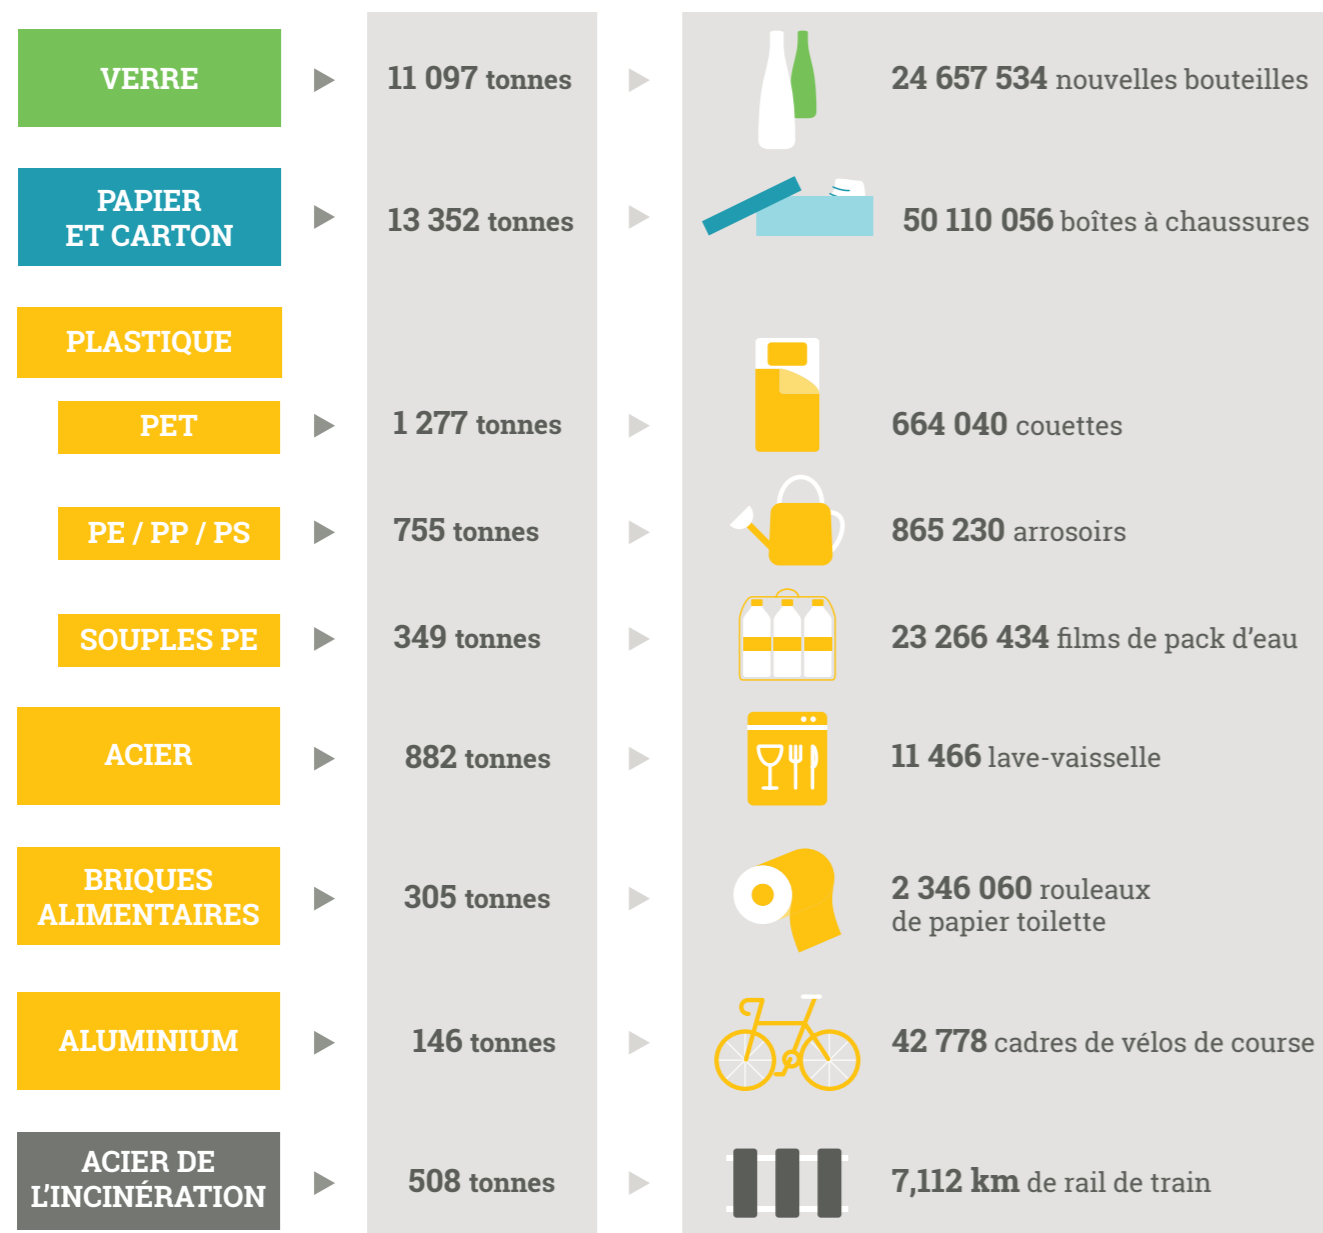 VERRE
11 097 tonnes
24 657 534 nouvelles bouteilles
PAPIER
ET CARTON
13 352 tonnes
50 110 056 boîtes à chaussures
PLASTIQUE
PET
1 277 tonnes
664 040 couettes
PE / PP / PS
755 tonnes
865 230 arrosoirs
SOUPLES PE
349 tonnes
23 266 434 films de pack d’eau
ACIER
882 tonnes
11 466 lave-vaisselle
BRIQUES
ALIMENTAIRES
305 tonnes
2 346 060 rouleaux
de papier toilette
ALUMINIUM
146 tonnes
42 778 cadres de vélos de course
ACIER DE
L’INCINÉRATION
508 tonnes
7,112 km de rail de train